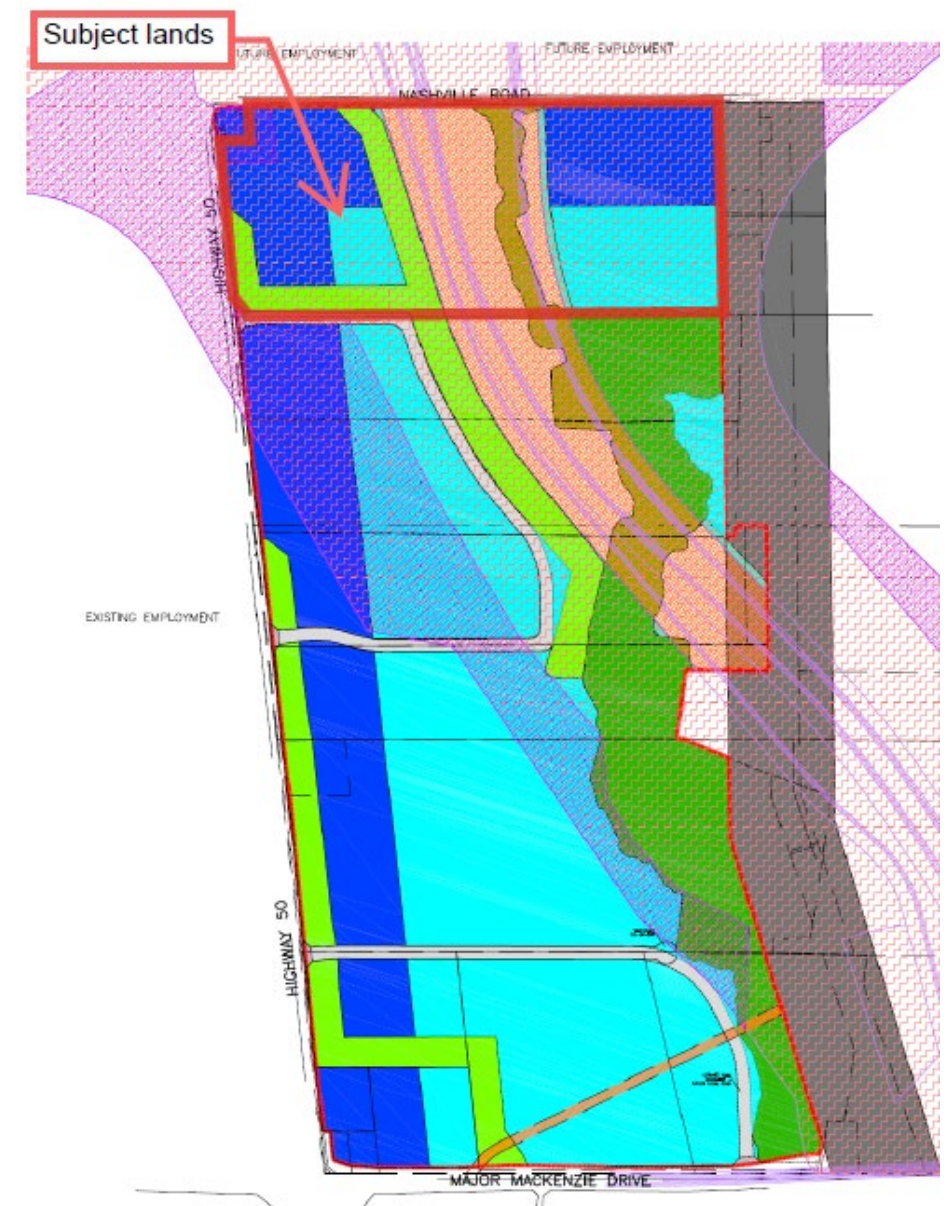 Subject lands
FUTURE EMPLOYMENT
FUTURE EMPLOYMENT
NASHVILLE ROAD
HIGHWAY 50
EXISTING EMPLOYMENT
HIGHWAY 50
MAJOR MACKENZIE DRIVE